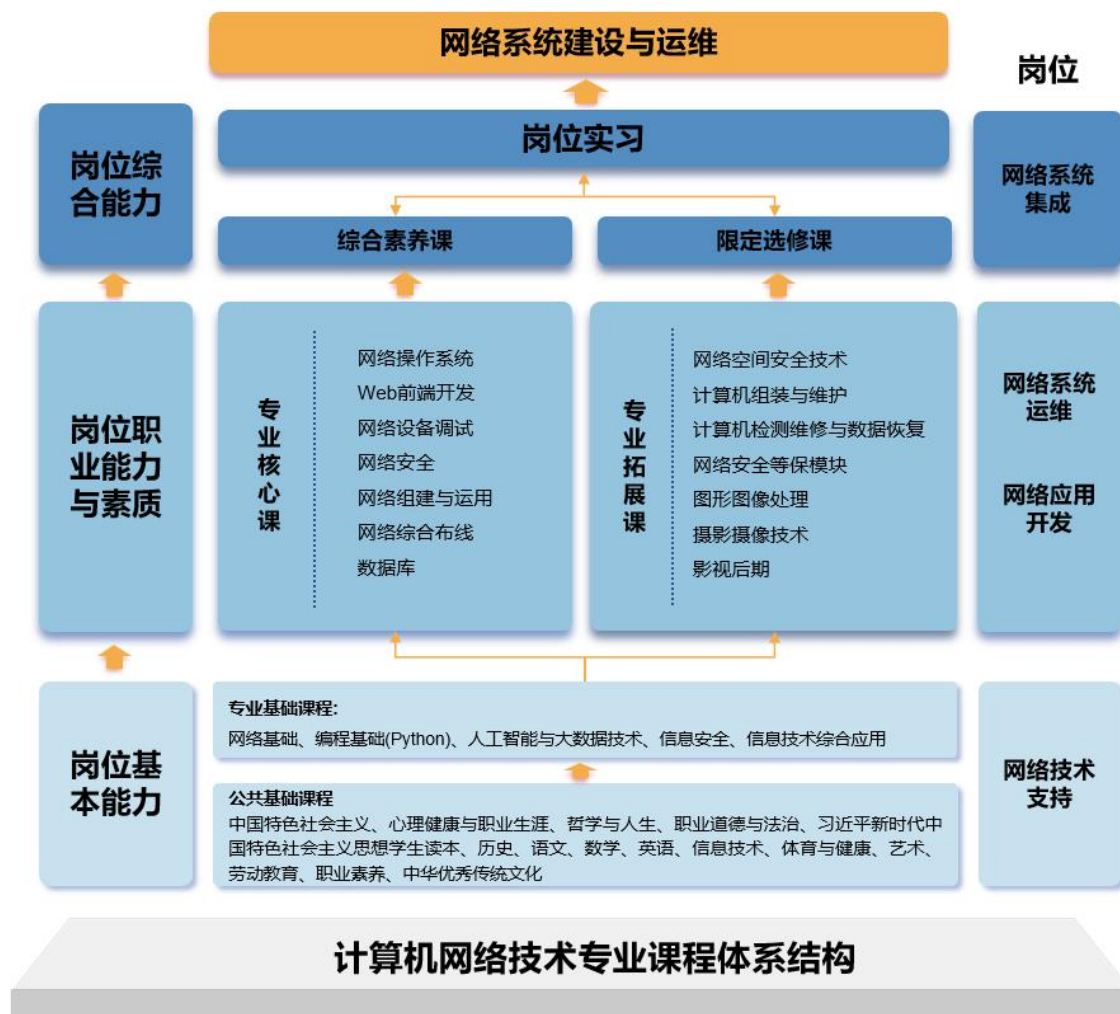 网络系统建设与运维
岗位
岗位综
合能力
岗位实习
网络系统
集成
综合素养课
限定选修课
岗位职
业能力
与素质
专业核心课
网络操作系统
Web前端开发
网络设备调试
网络安全
网络组建与运用
网络综合布线
数据库
专业拓展课
网络空间安全技术
计算机组装与维护
计算机检测维修与数据恢复
网络安全等保模块
图形图像处理
摄影摄像技术
影视后期
网络系统
运维
网络应用
开发
岗位基
本能力
专业基础课程:
网络基础、编程基础(Python)、人工智能与大数据技术、信息安全、信息技术综合应用
公共基础课程
中国特色社会主义、心理健康与职业生涯、哲学与人生、职业道德与法治、习近平新时代中
国特色社会主义思想学生读本、历史、语文、数学、英语、信息技术、体育与健康、艺术、
劳动教育、职业素养、中华优秀传统文化
网络技术
支持
计算机网络技术专业课程体系结构